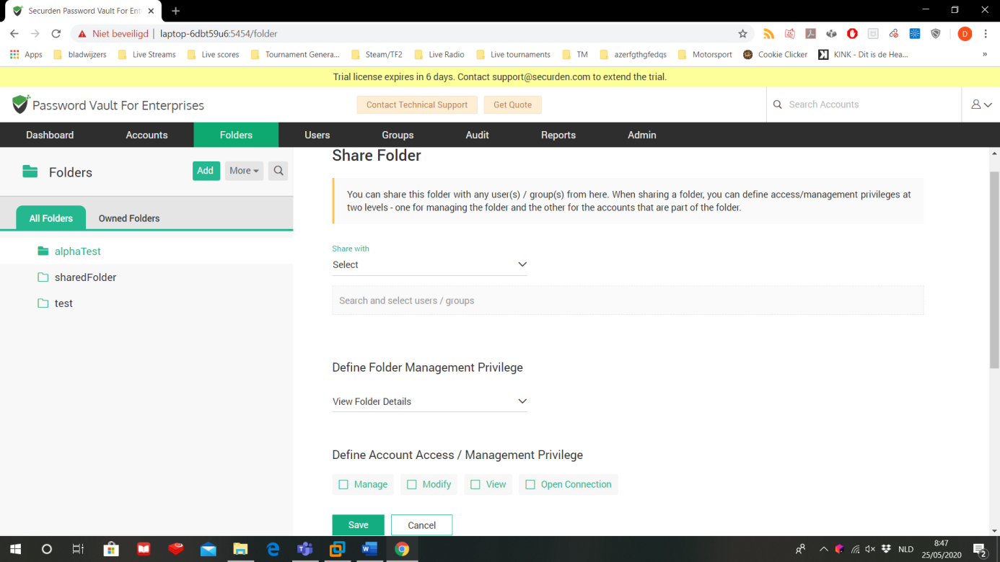 Securden Password Vault For Ent
Niet beveiligd | laptop-6dbt59u6:5454/folder
Apps bladwijzers Live Streams Live scores Tournament Genera... Steam/TF2 Live Radio Live tournaments TM azerfgthgfedqs Motorsport Cookie Clicker KINK - Dit is de Hea... »
Trial license expires in 6 days. Contact support@securden.com to extend the trial.
Password Vault For Enterprises Contact Technical Support Get Quote Search Accounts
Dashboard Accounts Folders Users Groups Audit Reports Admin
Folders Add More
All Folders Owned Folders
alphaTest
sharedFolder
test
Share Folder
You can share this folder with any user(s) / group(s) from here. When sharing a folder, you can define access/management privileges at
two levels - one for managing the folder and the other for the accounts that are part of the folder.
Share with
Select
Search and select users / groups
Define Folder Management Privilege
View Folder Details
Define Account Access / Management Privilege
Manage Modify View Open Connection
Save Cancel
NLD
8:47
25/05/2020
2